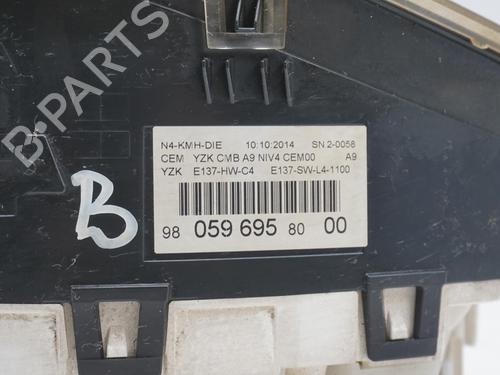 N4-KMH-DIE 10:10:2014 SN 2-0058
CEM YZK CMB A9 NIV4 CEM00 A9
YZK E137-HW-C4 E137-SW-L4-1100
98 059 695 80 00
B
B-PARTS